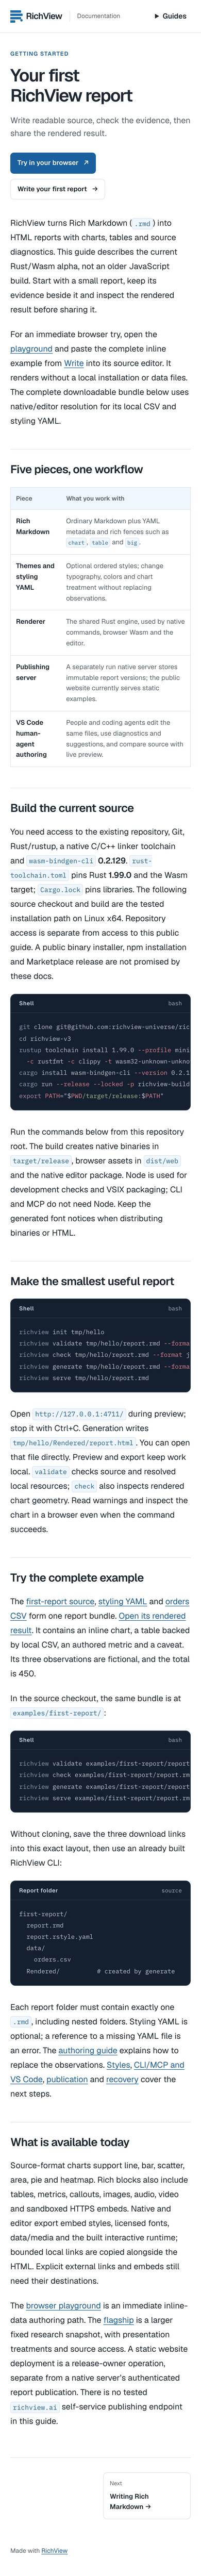 RichView
Documentation
▶ Guides
GETTING STARTED
Your first
RichView report
Write readable source, check the evidence, then
share the rendered result.
Try in your browser ↗
Write your first report →
RichView turns Rich Markdown ( .rmd ) into
HTML reports with charts, tables and source
diagnostics. This guide describes the current
Rust/Wasm alpha, not an older JavaScript
build. Start with a small report, keep its
evidence beside it and inspect the rendered
result before sharing it.
For an immediate browser try, open the
playground and paste the complete inline
example from Write into its source editor. It
renders without a local installation or data files.
The complete downloadable bundle below uses
native/editor resolution for its local CSV and
styling YAML.
Five pieces, one workflow
Piece
What you work with
Rich
Markdown
Ordinary Markdown plus YAML
metadata and rich fences such as
chart, table and big.
Themes and
styling
YAML
Optional ordered styles; change
typography, colors and chart
treatment without replacing
observations.
Renderer
The shared Rust engine, used by native
commands, browser Wasm and the
editor.
Publishing
server
A separately run native server stores
immutable report versions; the public
website currently serves static
examples.
VS Code
human-
agent
authoring
People and coding agents edit the
same files, use diagnostics and
suggestions, and compare source with
live preview.
Build the current source
You need access to the existing repository, Git,
Rust/rustup, a native C/C++ linker toolchain
and wasm-bindgen-cli 0.2.129. rust-
toolchain.toml pins Rust 1.99.0 and the Wasm
target; Cargo.lock pins libraries. The following
source checkout and build are the tested
installation path on Linux x64. Repository
access is separate from access to this public
guide. A public binary installer, npm installation
and Marketplace release are not promised by
these docs.
Shell
bash
git clone git@github.com:richview-universe/ric
cd richview-v3
rustup toolchain install 1.99.0 --profile mini
-c rustfmt -c clippy -t wasm32-unknown-unkno
cargo install wasm-bindgen-cli --version 0.2.1
cargo run --release --locked -p richview-build
export PATH="$PWD/target/release:$PATH"
Run the commands below from this repository
root. The build creates native binaries in
target/release, browser assets in dist/web
and the native editor package. Node is used for
development checks and VSIX packaging; CLI
and MCP do not need Node. Keep the
generated font notices when distributing
binaries or HTML.
Make the smallest useful report
Shell
bash
richview init tmp/hello
richview validate tmp/hello/report.rmd --forma
richview check tmp/hello/report.rmd --format j
richview generate tmp/hello/report.rmd --forma
richview serve tmp/hello/report.rmd
Open http://127.0.0.1:4711/ during preview;
stop it with Ctrl+C. Generation writes
tmp/hello/Rendered/report.html. You can open
that file directly. Preview and export keep work
local. validate checks source and resolved
local resources; check also inspects rendered
chart geometry. Read warnings and inspect the
chart in a browser even when the command
succeeds.
Try the complete example
The first-report source, styling YAML and orders
CSV form one report bundle. Open its rendered
result. It contains an inline chart, a table backed
by local CSV, an authored metric and a caveat.
Its three observations are fictional, and the total
is 450.
In the source checkout, the same bundle is at
examples/first-report/ :
Shell
bash
richview validate examples/first-report/report
richview check examples/first-report/report.rm
richview generate examples/first-report/report
richview serve examples/first-report/report.rm
Without cloning, save the three download links
into this exact layout, then use an already built
RichView CLI:
Report folder
source
first-report/
report.rmd
report.rstyle.yaml
data/
orders.csv
Rendered/ # created by generate
Each report folder must contain exactly one
.rmd, including nested folders. Styling YAML is
optional; a reference to a missing YAML file is
an error. The authoring guide explains how to
replace the observations. Styles, CLI/MCP and
VS Code, publication and recovery cover the
next steps.
What is available today
Source-format charts support line, bar, scatter,
area, pie and heatmap. Rich blocks also include
tables, metrics, callouts, images, audio, video
and sandboxed HTTPS embeds. Native and
editor export embed styles, licensed fonts,
data/media and the built interactive runtime;
bounded local links are copied alongside the
HTML. Explicit external links and embeds still
need their destinations.
The browser playground is an immediate inline-
data authoring path. The flagship is a larger
fixed research snapshot, with presentation
treatments and source access. A static website
deployment is a release-owner operation,
separate from a native server's authenticated
report publication. There is no tested
richview.ai self-service publishing endpoint
in this guide.
Next
Writing Rich
Markdown →
Made with RichView